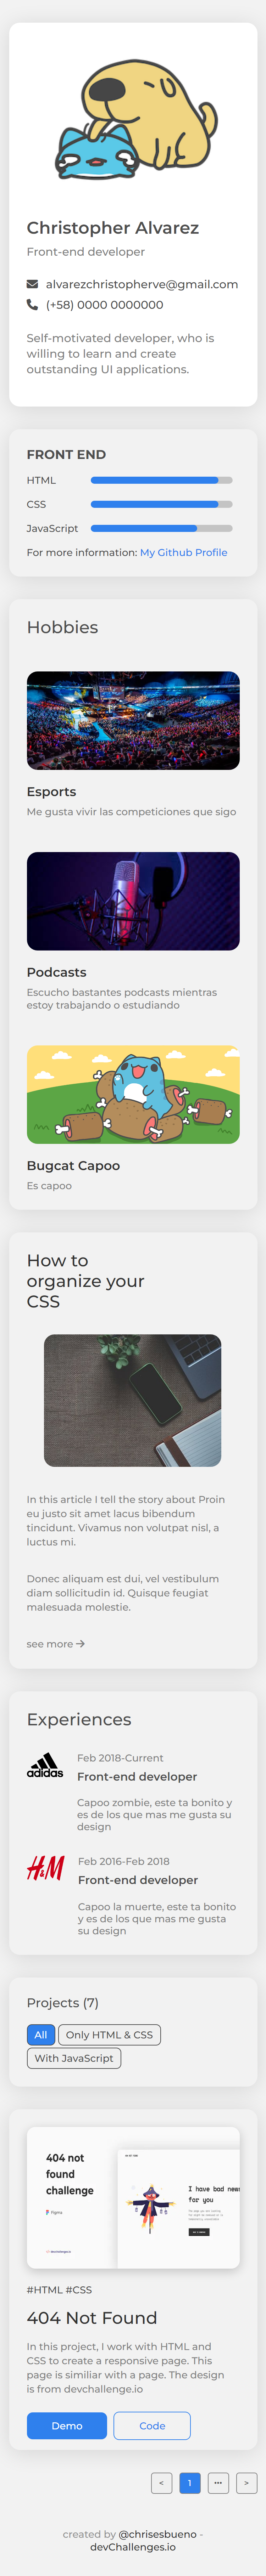 Christopher Alvarez
Front-end developer
alvarezchristopherve@gmail.com
(+58) 0000 0000000
Self-motivated developer, who is
willing to learn and create
outstanding UI applications.
FRONT END
HTML
CSS
JavaScript
For more information: My Github Profile
Hobbies
Esports
Me gusta vivir las competiciones que sigo
Podcasts
Escucho bastantes podcasts mientras
estoy trabajando o estudiando
Bugcat Capoo
Es capoo
How to
organize your
CSS
In this article I tell the story about Proin
eu justo sit amet lacus bibendum
tincidunt. Vivamus non volutpat nisl, a
luctus mi.
Donec aliquam est dui, vel vestibulum
diam sollicitudin id. Quisque feugiat
malesuada molestie.
see more →
Experiences
adidas
Feb 2018-Current
Front-end developer
Capoo zombie, este ta bonito y
es de los que mas me gusta su
design
H&M
Feb 2016-Feb 2018
Front-end developer
Capoo la muerte, este ta bonito
y es de los que mas me gusta
su design
Projects (7)
All
Only HTML & CSS
With JavaScript
404 not
found
challenge
Figma
devchallenges.io
I have bad news
for you
#HTML #CSS
404 Not Found
In this project, I work with HTML and
CSS to create a responsive page. This
page is similiar with a page. The design
is from devchallenge.io
Demo
Code
< 1 ... >
created by @chrisesbueno -
devChallenges.io